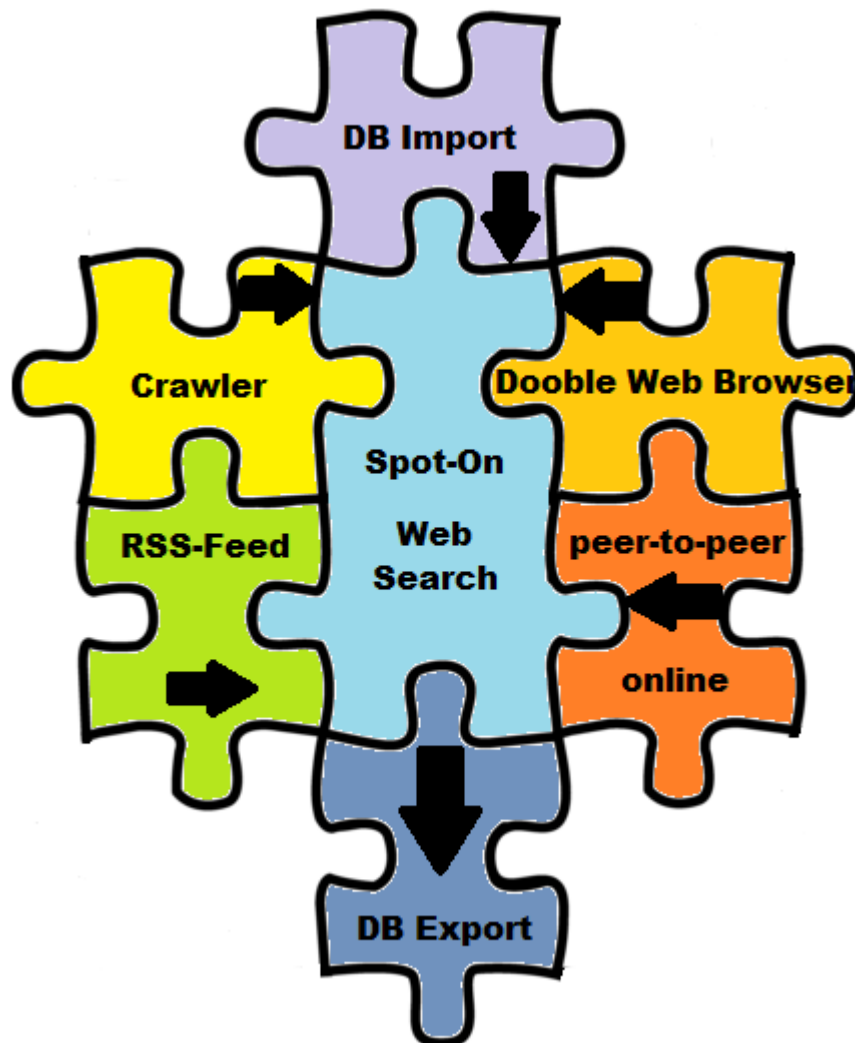 DB Import
Crawler
Dooble Web Browser
Spot-On
Web
Search
RSS-Feed
peer-to-peer
online
DB Export